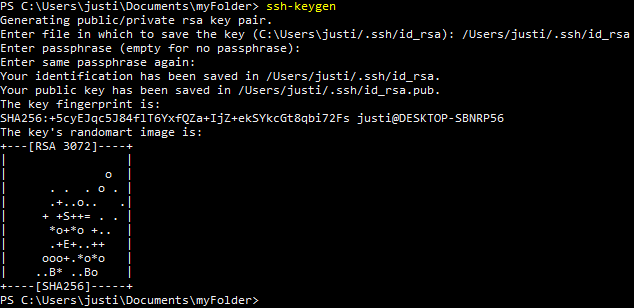 PS C:\Users\justi\Documents\myFolder> ssh-keygen
Generating public/private rsa key pair.
Enter file in which to save the key (C:\Users\justi/.ssh/id_rsa): /Users/justi/.ssh/id_rsa
Enter passphrase (empty for no passphrase):
Enter same passphrase again:
Your identification has been saved in /Users/justi/.ssh/id_rsa.
Your public key has been saved in /Users/justi/.ssh/id_rsa.pub.
The key fingerprint is:
SHA256:+5cyEJqc5J84flT6YxfQZa+IjZ+ekSYkcGt8qbi72Fs justi@DESKTOP-SBNRP56
The key's randomart image is:
+---[RSA 3072]----+
|                 |
|              o  |
|      . .  . o . |
|      .+..o..   .|
|     + +S++= . . |
|      *o+*o +..  |
|      .+E+..++   |
|     ooo+.*o*o   |
|    ..B* ..Bo    |
+----[SHA256]-----+
PS C:\Users\justi\Documents\myFolder>